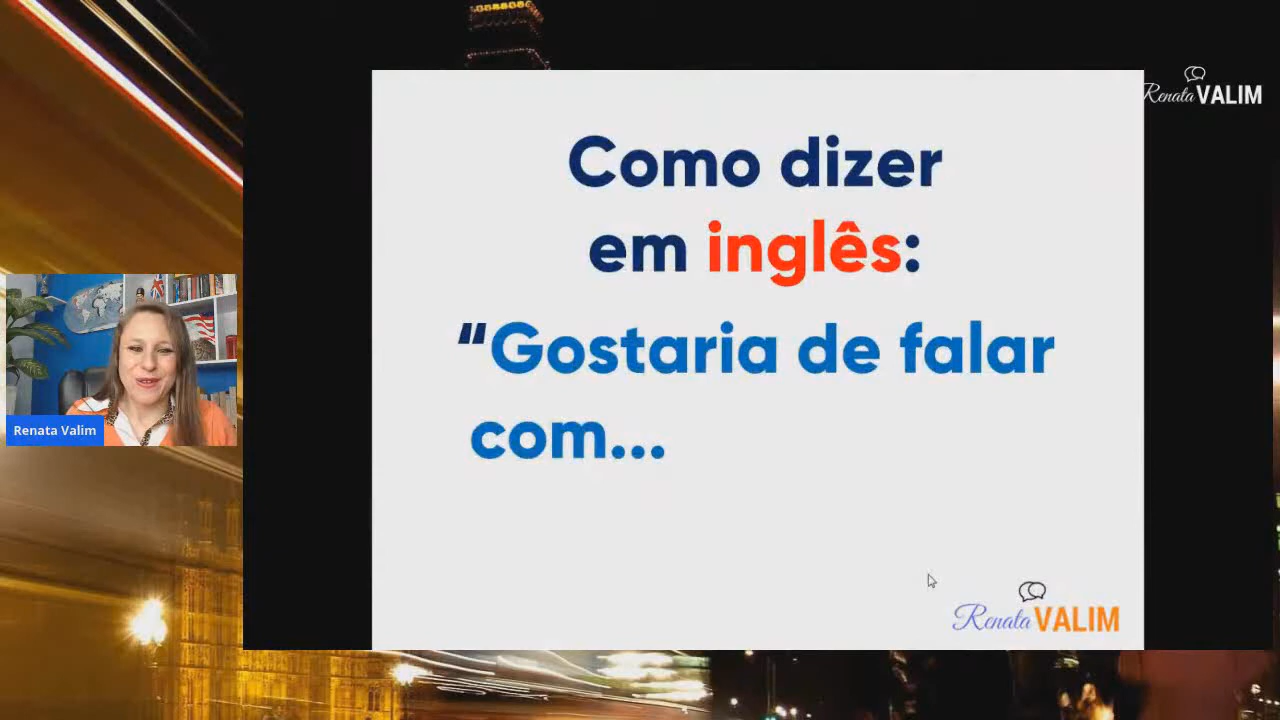 Renata VALIM
Como dizer
em inglês:
“Gostaria de falar
com...
Renata Valim
Renata VALIM